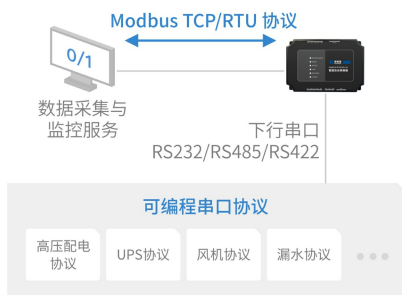 Modbus TCP/RTU 协议
0/1
数据采集与
监控服务
下行串口
RS232/RS485/RS422
可编程串口协议
高压配电
协议
UPS协议
风机协议
漏水协议